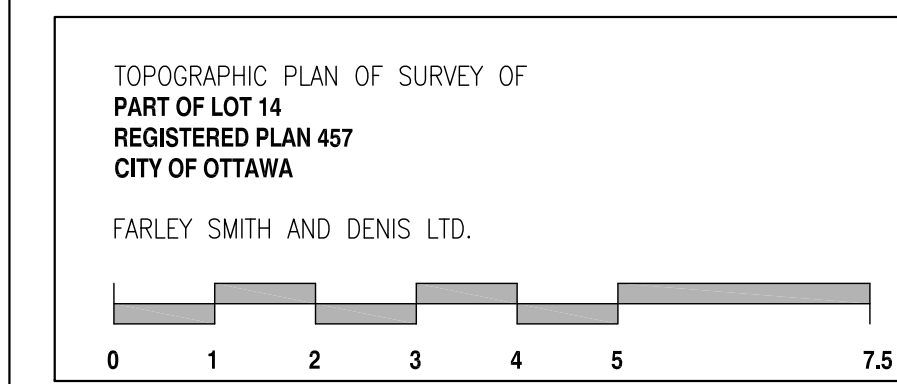 TOPOGRAPHIC PLAN OF SURVEY OF
PART OF LOT 14
REGISTERED PLAN 457
CITY OF OTTAWA
FARLEY SMITH AND DENIS LTD.
0 1 2 3 4 5 7.5